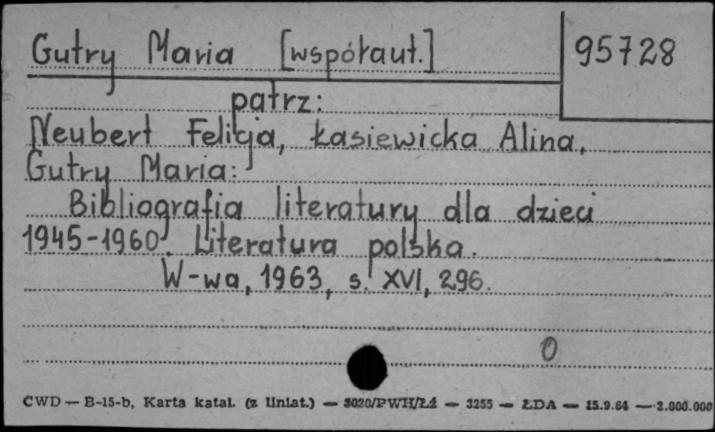 Gutry Maria [współaut.] 95728
patrz:
Neubert Felicja, Łasiewicka Alina,
Gutry Maria:
Bibliografia literatury dla dzieci
1945-1960. Literatura polska.
W-wa, 1963, s. XVI, 296.
0
CWD — B-15-b, Karta katal. (z liniat.) — 3020/PWH/Łź — 3255 — ŁDA — 15.9.64 — 2.000.000